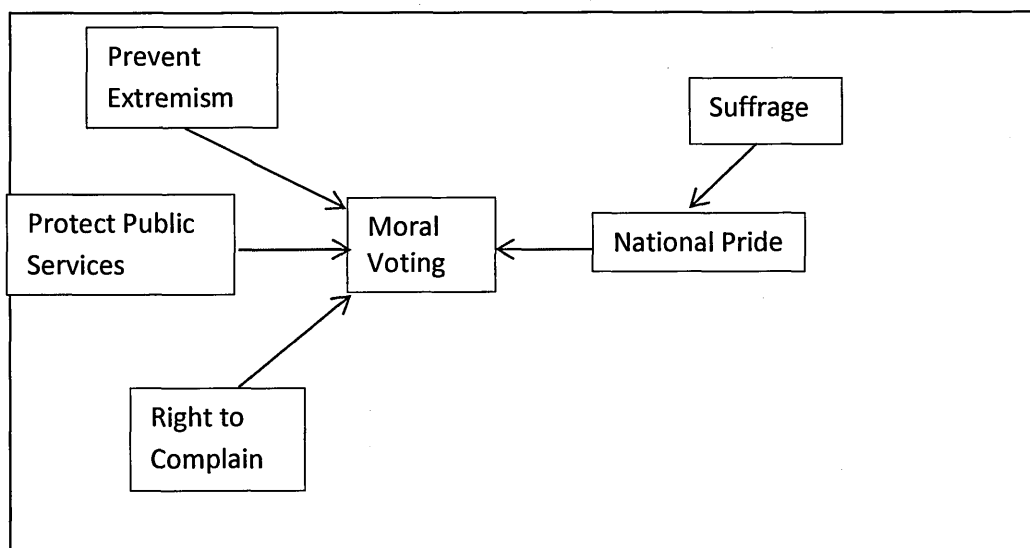 Prevent
Extremism
Suffrage
Protect Public
Services
Moral
Voting
National Pride
Right to
Complain